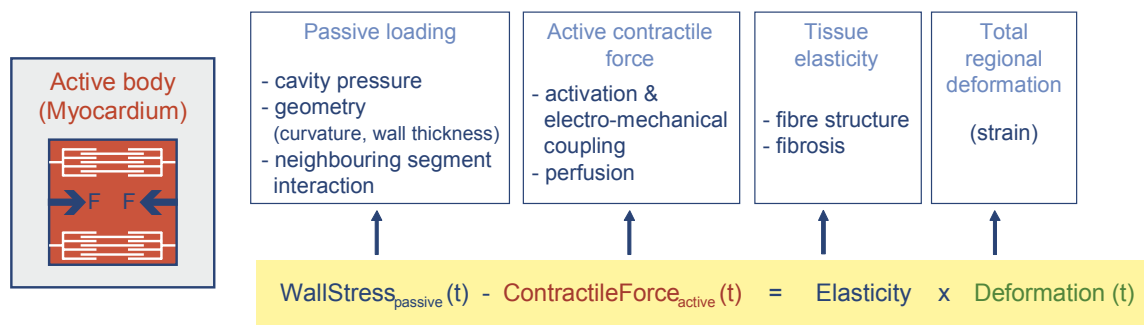 Active body
(Myocardium)
F F
Passive loading
- cavity pressure
- geometry
(curvature, wall thickness)
- neighbouring segment
interaction
Active contractile
force
- activation &
electro-mechanical
coupling
- perfusion
Tissue
elasticity
- fibre structure
- fibrosis
Total
regional
deformation
(strain)
WallStresspassive (t) - ContractileForceactive (t) = Elasticity x Deformation (t)